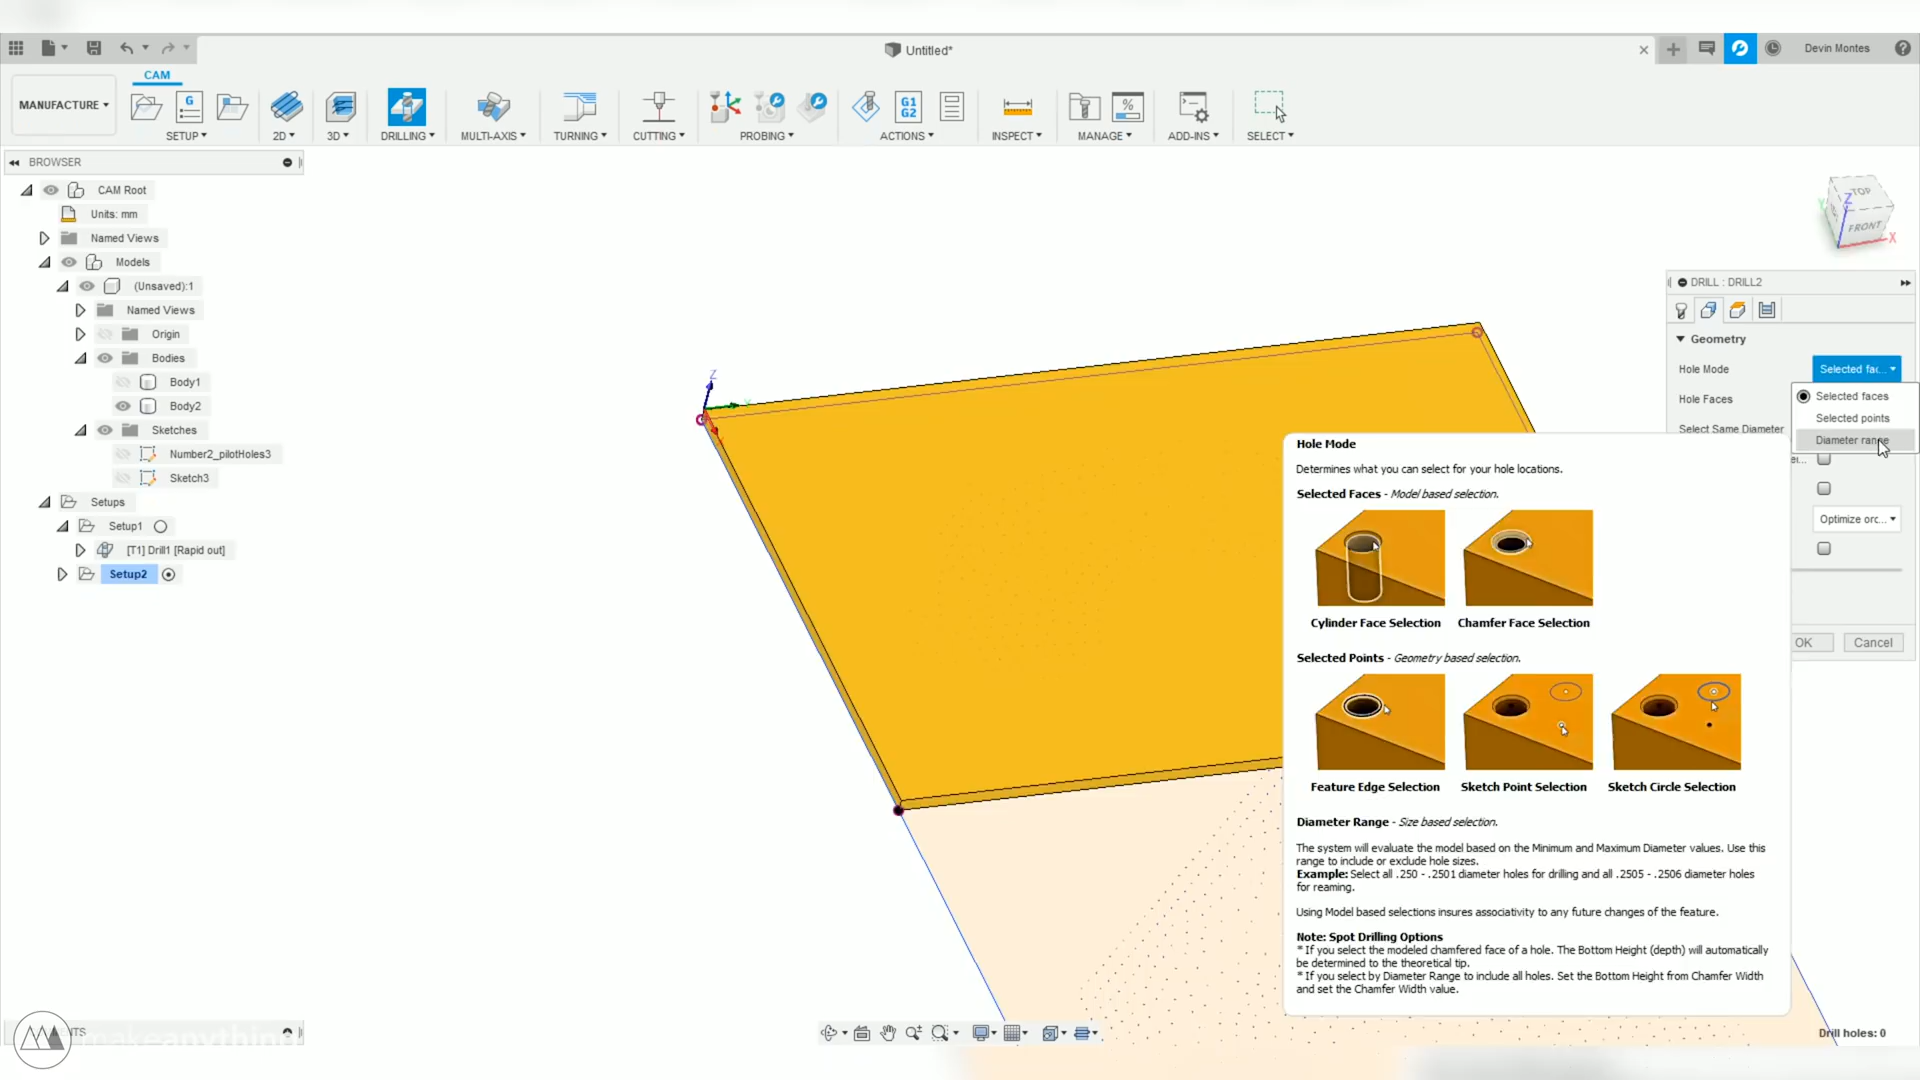 Untitled*
Devin Montes
CAM
MANUFACTURE
G
G1
G2
%
SETUP
2D
3D
DRILLING
MULTI-AXIS
TURNING
CUTTING
PROBING
ACTIONS
INSPECT
MANAGE
ADD-INS
SELECT
BROWSER
CAM Root
Units: mm
Named Views
Models
(Unsaved):1
Named Views
Origin
Bodies
Body1
Body2
Sketches
Number2_pilotHoles3
Sketch3
Setups
Setup1
[T1] Drill1 [Rapid out]
Setup2
Z
TOP
Z
FRONT
X
DRILL : DRILL2
Geometry
Hole Mode
Selected fac...
Hole Faces
Selected faces
Selected points
Select Same Diameter
Diameter range
Optimize orc...
OK
Cancel
Hole Mode
Determines what you can select for your hole locations.
Selected Faces - Model based selection.
Cylinder Face Selection
Chamfer Face Selection
Selected Points - Geometry based selection.
Feature Edge Selection
Sketch Point Selection
Sketch Circle Selection
Diameter Range - Size based selection.
The system will evaluate the model based on the Minimum and Maximum Diameter values. Use this
range to include or exclude hole sizes.
Example: Select all .250 - .2501 diameter holes for drilling and all .2505 - .2506 diameter holes
for reaming.
Using Model based selections insures associativity to any future changes of the feature.
Note: Spot Drilling Options
* If you select the modeled chamfered face of a hole. The Bottom Height (depth) will automatically
be determined to the theoretical tip.
* If you select by Diameter Range to include all holes. Set the Bottom Height from Chamfer Width
and set the Chamfer Width value.
makeanything
Drill holes: 0